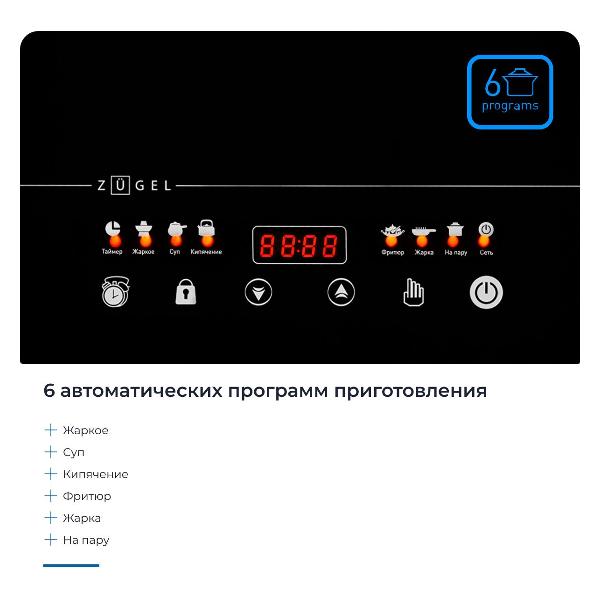 6
programs
ZÜGEL
Таймер Жаркое Суп Кипячение 88:88 Фритюр Жарка На пару Сеть
6 автоматических программ приготовления
Жаркое
Суп
Кипячение
Фритюр
Жарка
На пару